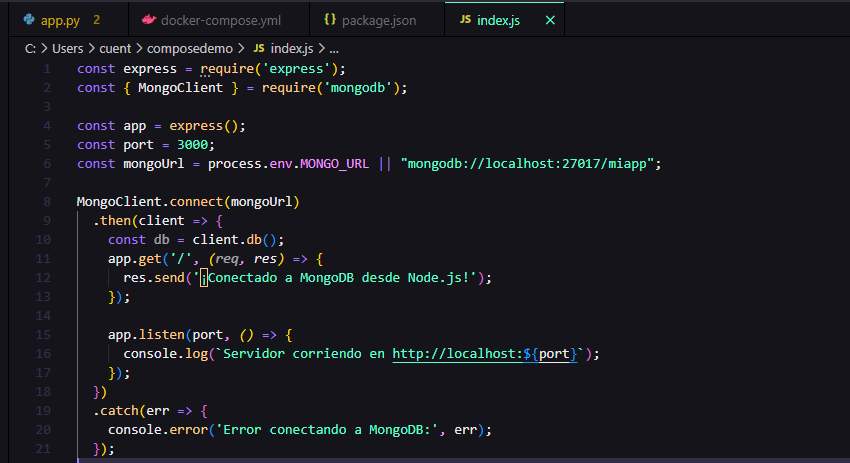 app.py 2 docker-compose.yml {} package.json JS index.js ×
C: > Users > cuent > composedemo > JS index.js > ...
1 const express = require('express');
2 const { MongoClient } = require('mongodb');
3
4 const app = express();
5 const port = 3000;
6 const mongoUrl = process.env.MONGO_URL || "mongodb://localhost:27017/miapp";
7
8 MongoClient.connect(mongoUrl)
9 .then(client => {
10 const db = client.db();
11 app.get('/', (req, res) => {
12 res.send('¡Conectado a MongoDB desde Node.js!');
13 });
14
15 app.listen(port, () => {
16 console.log(`Servidor corriendo en http://localhost:${port}`);
17 });
18 })
19 .catch(err => {
20 console.error('Error conectando a MongoDB:', err);
21 });